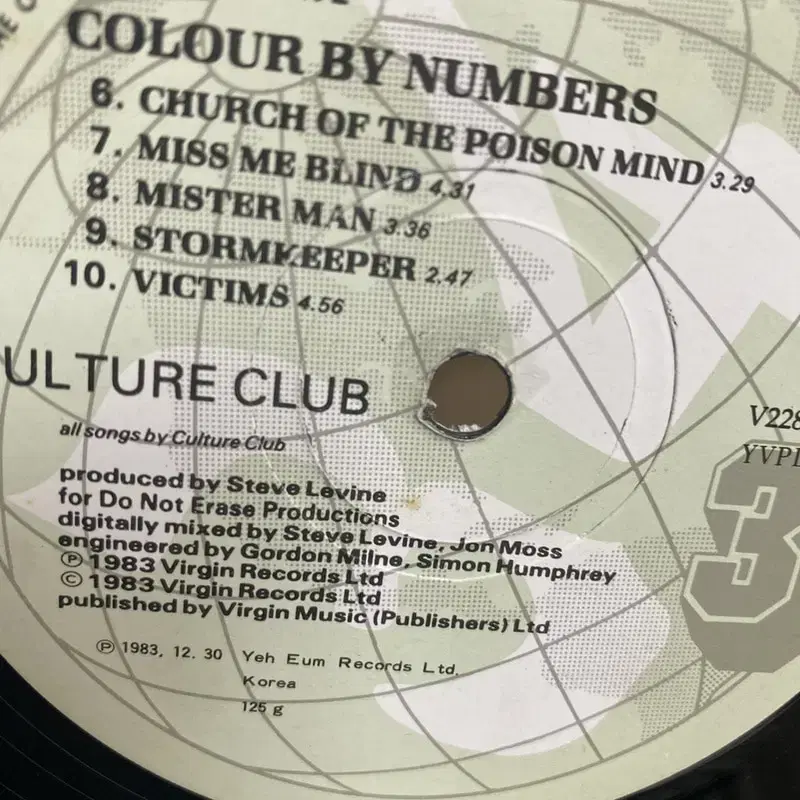 COLOUR BY NUMBERS
6. CHURCH OF THE POISON MIND 3.29
7. MISS ME BLIND 4.31
8. MISTER MAN 3.36
9. STORMKEEPER 2.47
10. VICTIMS 4.56
ULTURE CLUB
all songs by Culture Club
V228
YVPL
3
produced by Steve Levine
for Do Not Erase Productions
digitally mixed by Steve Levine, Jon Moss
engineered by Gordon Milne, Simon Humphrey
℗ 1983 Virgin Records Ltd
© 1983 Virgin Records Ltd
published by Virgin Music (Publishers) Ltd
℗ 1983, 12. 30 Yeh Eum Records Ltd.
Korea
125 g